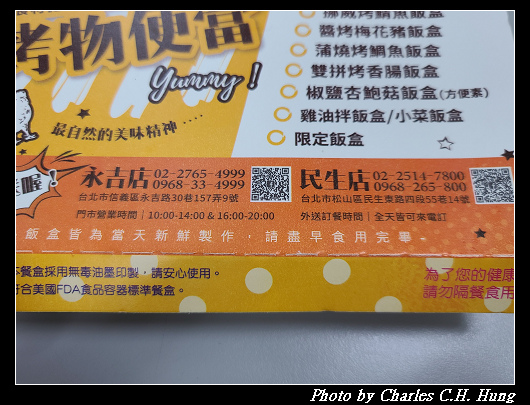 挪威烤鯖魚飯盒
烤物便當
醬烤梅花豬飯盒
蒲燒烤鯛魚飯盒
Yummy!
雙拼烤香腸飯盒
椒鹽杏鮑菇飯盒(方便素)
最自然的美味精神‧‧‧‧
雞油拌飯盒/小菜飯盒
限定飯盒
喔!
永吉店 02-2765-4999
0968-33-4999
台北市信義區永吉路30巷157弄9號
門市營業時間|10:00-14:00 & 16:00-20:00
民生店 02-2514-7800
0968-265-800
台北市松山區民生東路四段55巷14號
外送訂餐時間|全天皆可來電訂
飯盒皆為當天新鮮製作,請盡早食用完畢-
餐盒採用無毒油墨印製,請安心使用。
符合美國FDA食品容器標準餐盒。
為了您的健康
請勿隔餐食用
Photo by Charles C.H. Hung